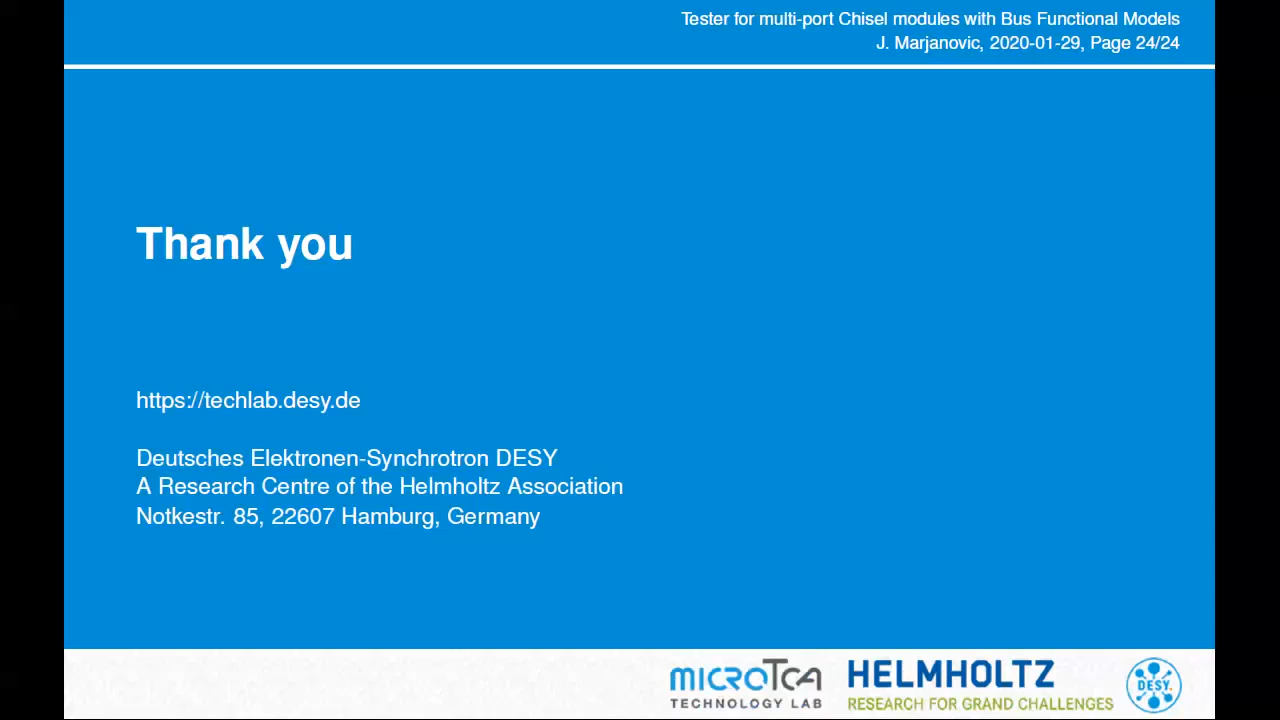 Tester for multi-port Chisel modules with Bus Functional Models
J. Marjanovic, 2020-01-29, Page 24/24
Thank you
https://techlab.desy.de
Deutsches Elektronen-Synchrotron DESY
A Research Centre of the Helmholtz Association
Notkestr. 85, 22607 Hamburg, Germany
MICROTCA
TECHNOLOGY LAB
HELMHOLTZ
RESEARCH FOR GRAND CHALLENGES
DESY.